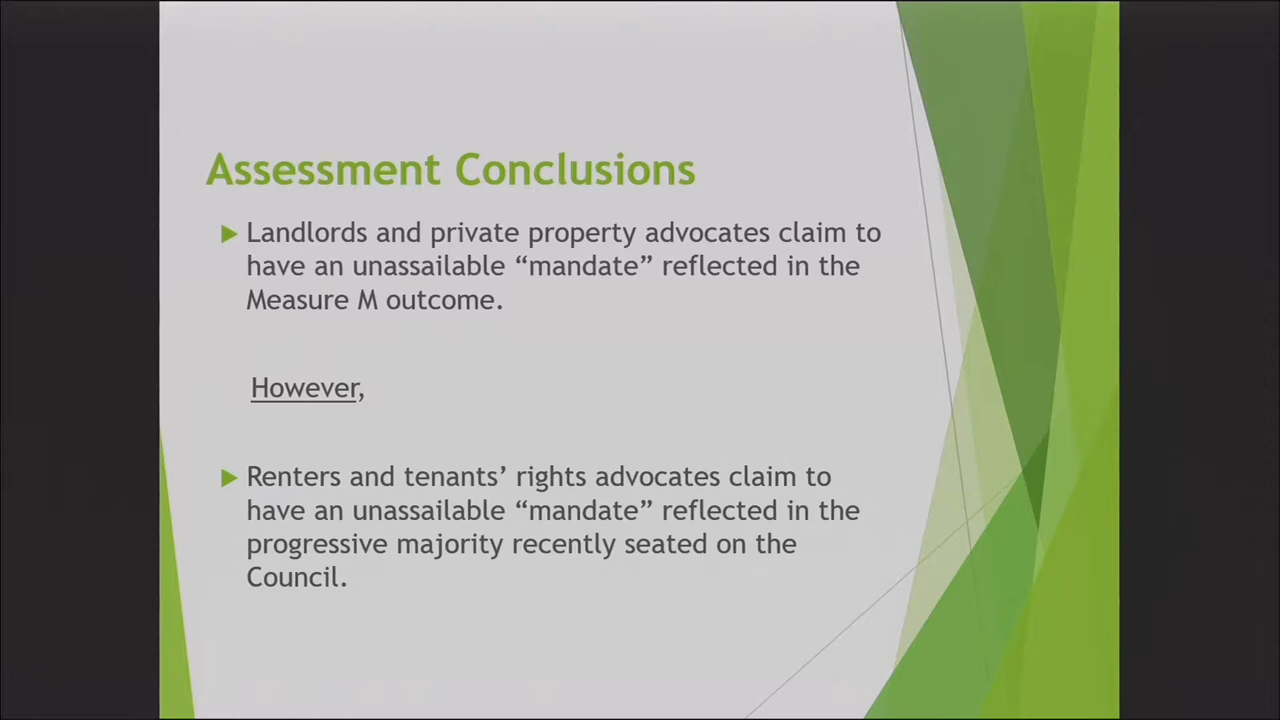 Assessment Conclusions
Landlords and private property advocates claim to
have an unassailable “mandate” reflected in the
Measure M outcome.
However,
Renters and tenants’ rights advocates claim to
have an unassailable “mandate” reflected in the
progressive majority recently seated on the
Council.